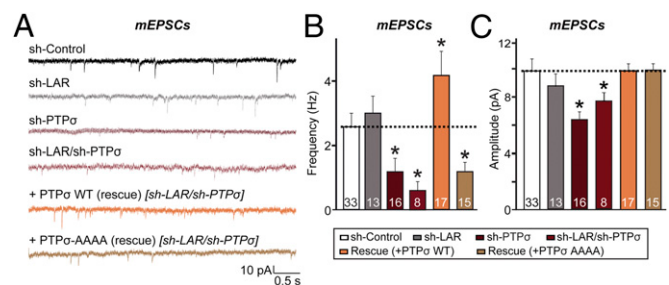 A
mEPSCs
sh-Control
sh-LAR
sh-PTPσ
sh-LAR/sh-PTPσ
+ PTPσ WT (rescue) [sh-LAR/sh-PTPσ]
+ PTPσ-AAAA (rescue) [sh-LAR/sh-PTPσ]
10 pA
0.5 s
B
mEPSCs
Frequency (Hz)
4
2
0
33
13
16
8
17
15
*
*
*
*
C
mEPSCs
Amplitude (pA)
12
9
6
3
0
33
13
16
8
17
15
*
*
sh-Control sh-LAR sh-PTPσ sh-LAR/sh-PTPσ
Rescue (+PTPσ WT) Rescue (+PTPσ AAAA)